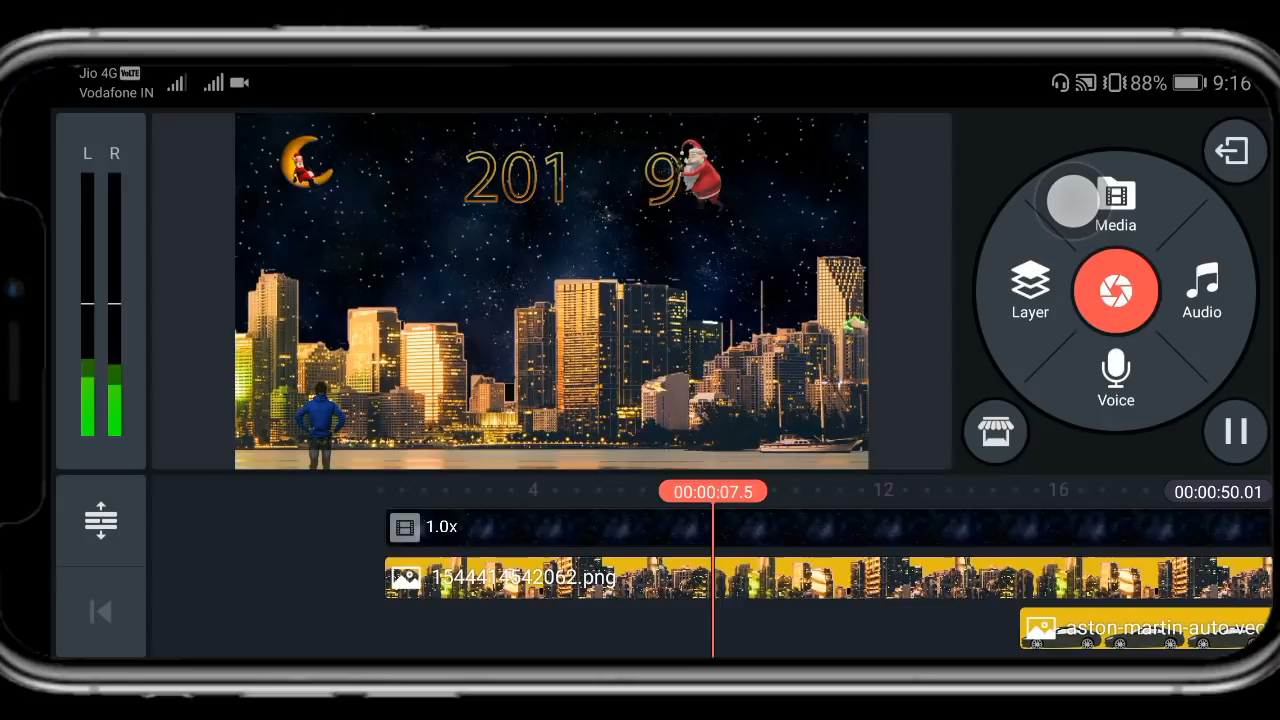 Jio 4G VoLTE
Vodafone IN
88% 9:16
L R
201 9
Media
Layer
Audio
Voice
4
00:00:07.5
12
16
00:00:50.01
1.0x
1544414542062.png
aston-martin-auto-vec